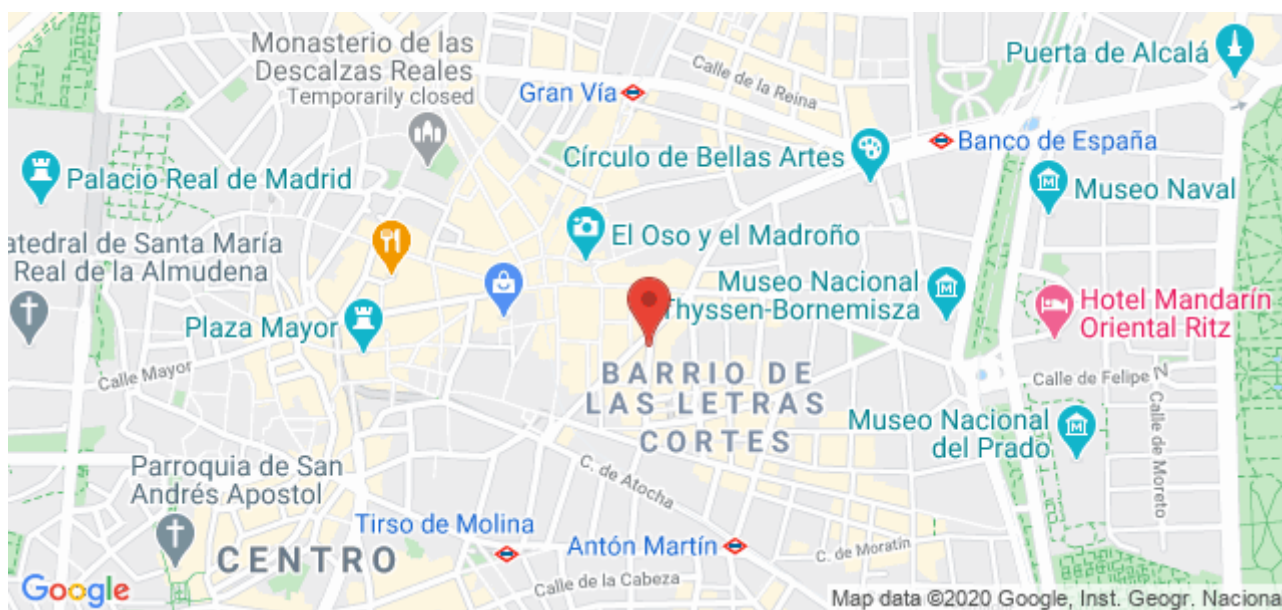 Monasterio de las
Descalzas Reales
Temporarily closed
Calle de la Reina
Puerta de Alcalá
Gran Vía
Banco de España
Círculo de Bellas Artes
Palacio Real de Madrid
Museo Naval
El Oso y el Madroño
atedral de Santa María
Real de la Almudena
Museo Nacional
Thyssen-Bornemisza
Hotel Mandarín
Oriental Ritz
Plaza Mayor
Calle Mayor
BARRIO DE
LAS LETRAS
CORTES
Calle de Felipe IV
Museo Nacional
del Prado
Calle de Moreto
Parroquia de San
Andrés Apostol
C. de Atocha
Tirso de Molina
Antón Martín
C. de Moratín
CENTRO
Calle de la Cabeza
Google
Map data ©2020 Google, Inst. Geogr. Naciona